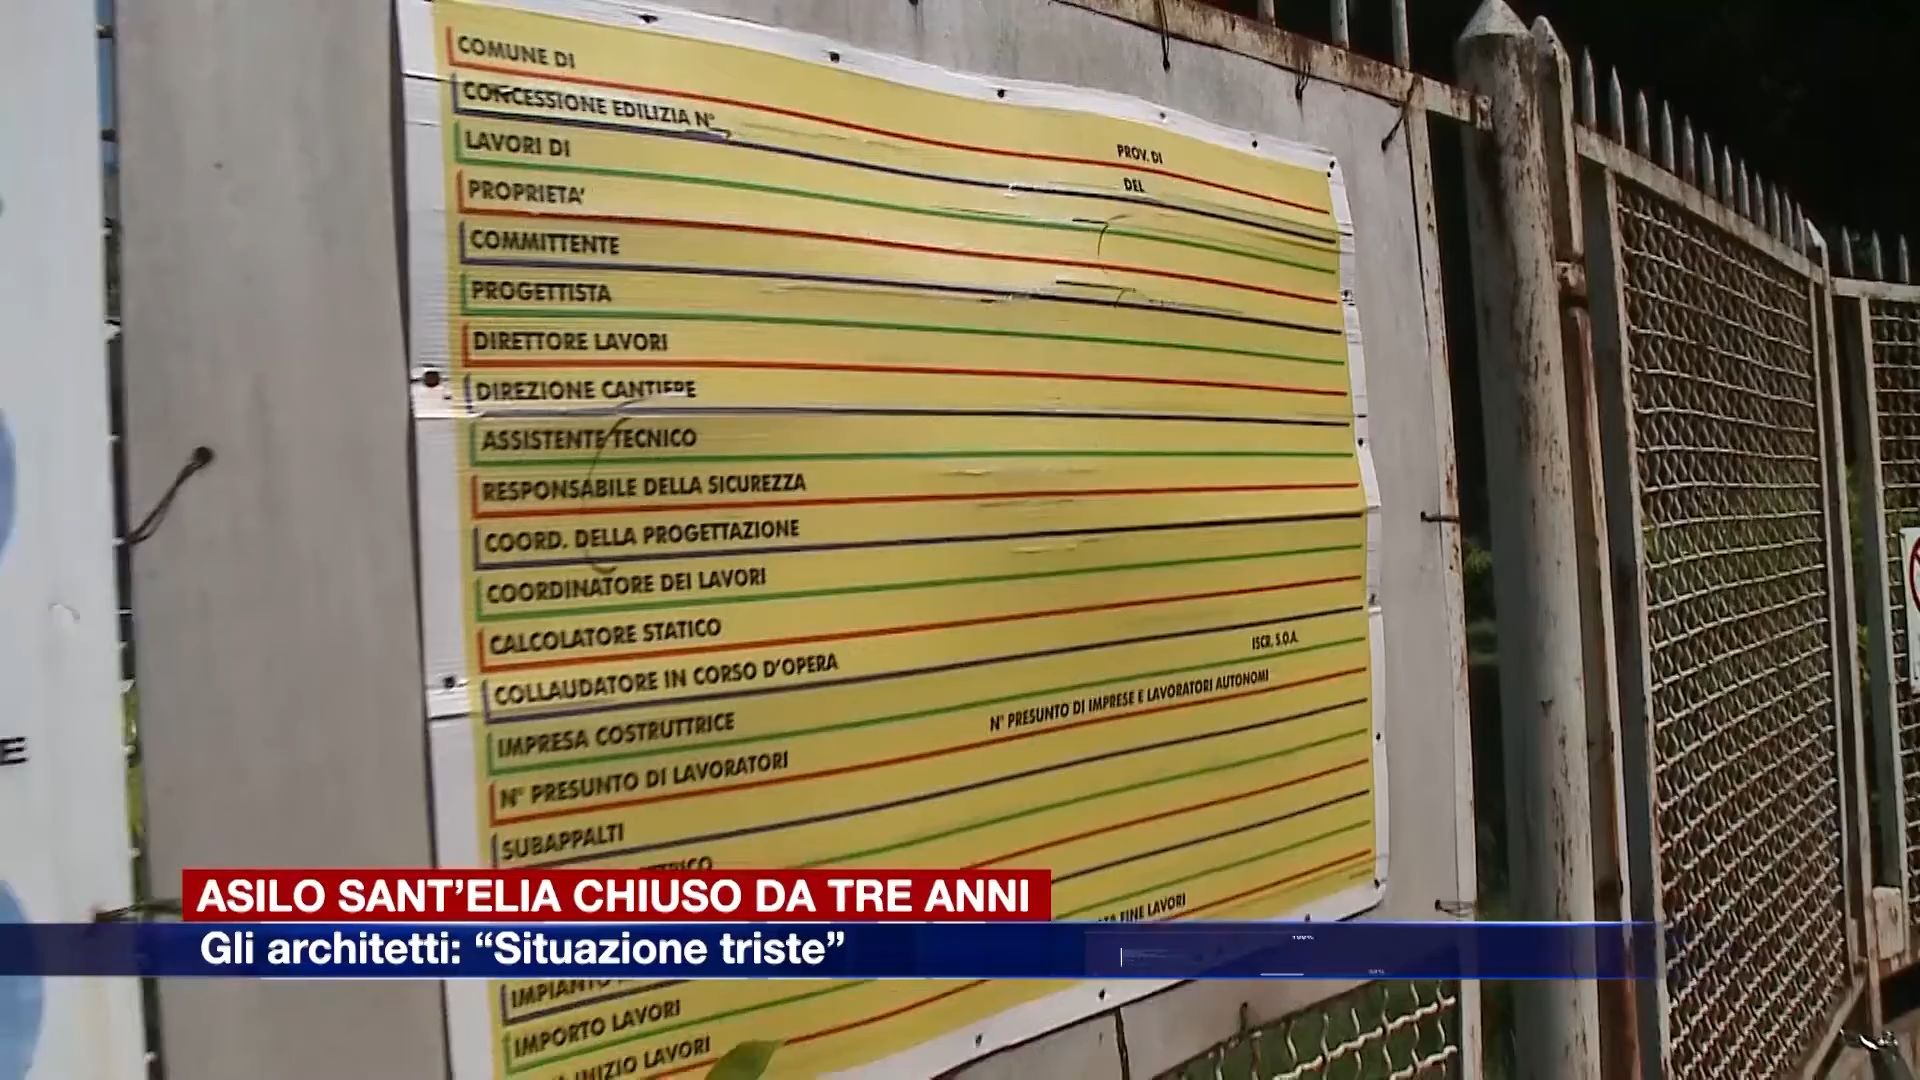 COMUNE DI
PROV. DI
CONCESSIONE EDILIZIA N°
DEL
LAVORI DI
PROPRIETA'
COMMITTENTE
PROGETTISTA
DIRETTORE LAVORI
DIREZIONE CANTIERE
ASSISTENTE TECNICO
RESPONSABILE DELLA SICUREZZA
COORD. DELLA PROGETTAZIONE
COORDINATORE DEI LAVORI
CALCOLATORE STATICO
COLLAUDATORE IN CORSO D'OPERA
IMPRESA COSTRUTTRICE
ISCR. S.O.A.
N° PRESUNTO DI LAVORATORI
N° PRESUNTO DI IMPRESE E LAVORATORI AUTONOMI
SUBAPPALTI
FINE LAVORI
IMPIANTO
IMPORTO LAVORI
INIZIO LAVORI
E
ASILO SANT'ELIA CHIUSO DA TRE ANNI
Gli architetti: “Situazione triste”